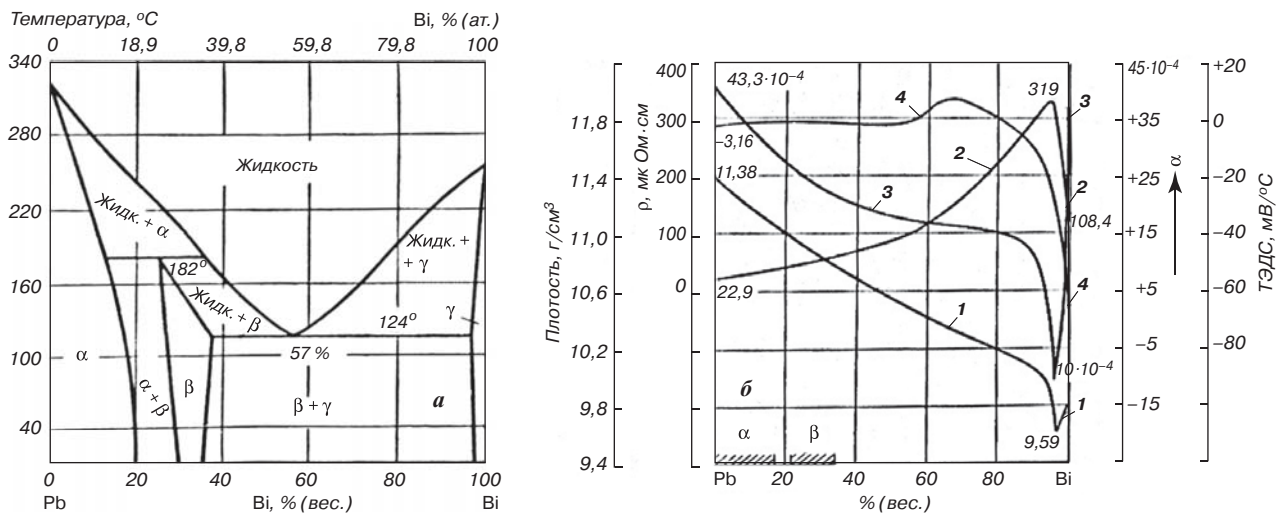 Температура, °С
Bi, % (ат.)
0 18,9 39,8 59,8 79,8 100
340
280
220
160
100
40
Жидкость
Жидк. + α
Жидк. +
+ γ
182°
Жидк. + β
124°
γ
57 %
α
α + β
β
β + γ
а
0 20 40 60 80 100
Pb
Bi, % (вес.)
Bi
Плотость, г/см³
11,8
11,4
11,0
10,6
10,2
9,8
9,4
ρ, мк Ом·см
400
300
200
100
0
43,3·10⁻⁴
–3,16
11,38
22,9
4
319
3
2
3
2
108,4
4
1
10·10⁻⁴
1
9,59
б
α
β
Pb 20 40 60 80 Bi
% (вес.)
45·10⁻⁴
+35
+25
+15
+5
–5
–15
α
+20
0
–20
–40
–60
–80
ТЭДС, мВ/°С